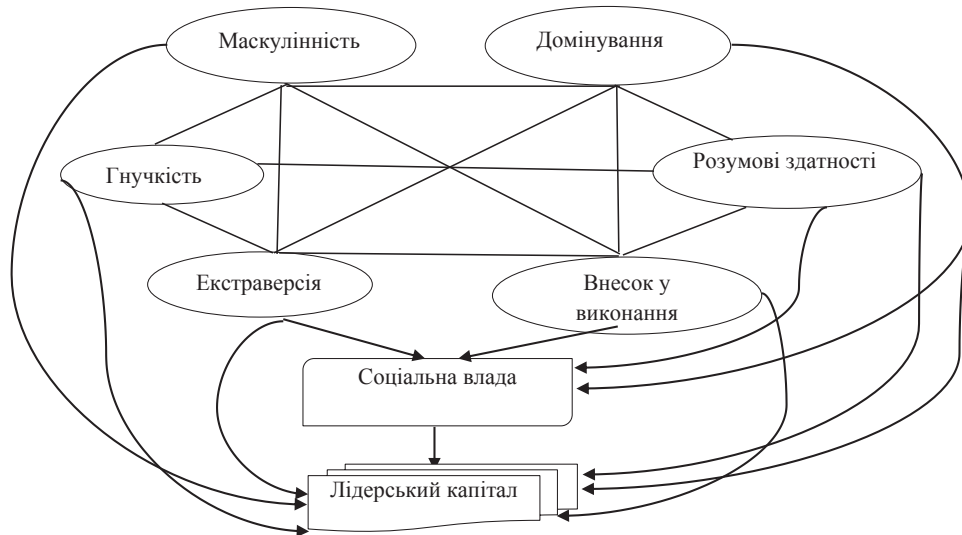 Маскулінність
Домінування
Гнучкість
Розумові здатності
Екстраверсія
Внесок у
виконання
Соціальна влада
Лідерський капітал